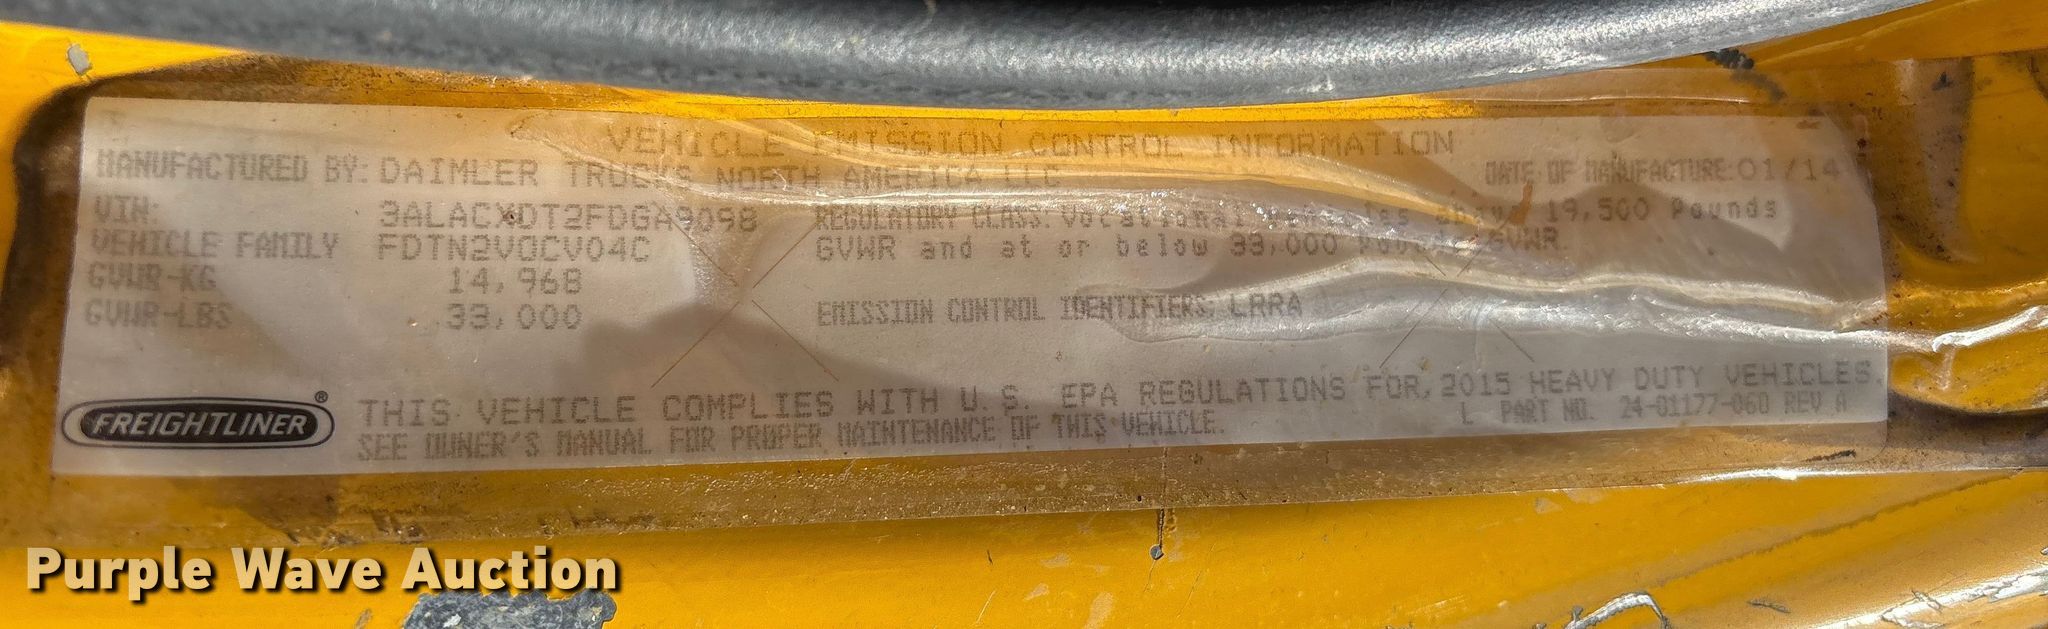 VEHICLE EMISSION CONTROL INFORMATION
MANUFACTURED BY: DAIMLER TRUCKS NORTH AMERICA LLC
DATE OF MANUFACTURE: 01/14
VIN: 3ALACXDT2FDGA9098
REGULATORY CLASS: Vocational vehicles above 19,500 Pounds
VEHICLE FAMILY FDTN2VOCV04C
GVWR and at or below 33,000 Pounds GVWR.
GVWR-KG 14,968
GVWR-LBS 33,000
EMISSION CONTROL IDENTIFIERS: LRRA
FREIGHTLINER®
THIS VEHICLE COMPLIES WITH U.S. EPA REGULATIONS FOR 2015 HEAVY DUTY VEHICLES.
SEE OWNER'S MANUAL FOR PROPER MAINTENANCE OF THIS VEHICLE.
L PART NO. 24-01177-060 REV A
Purple Wave Auction